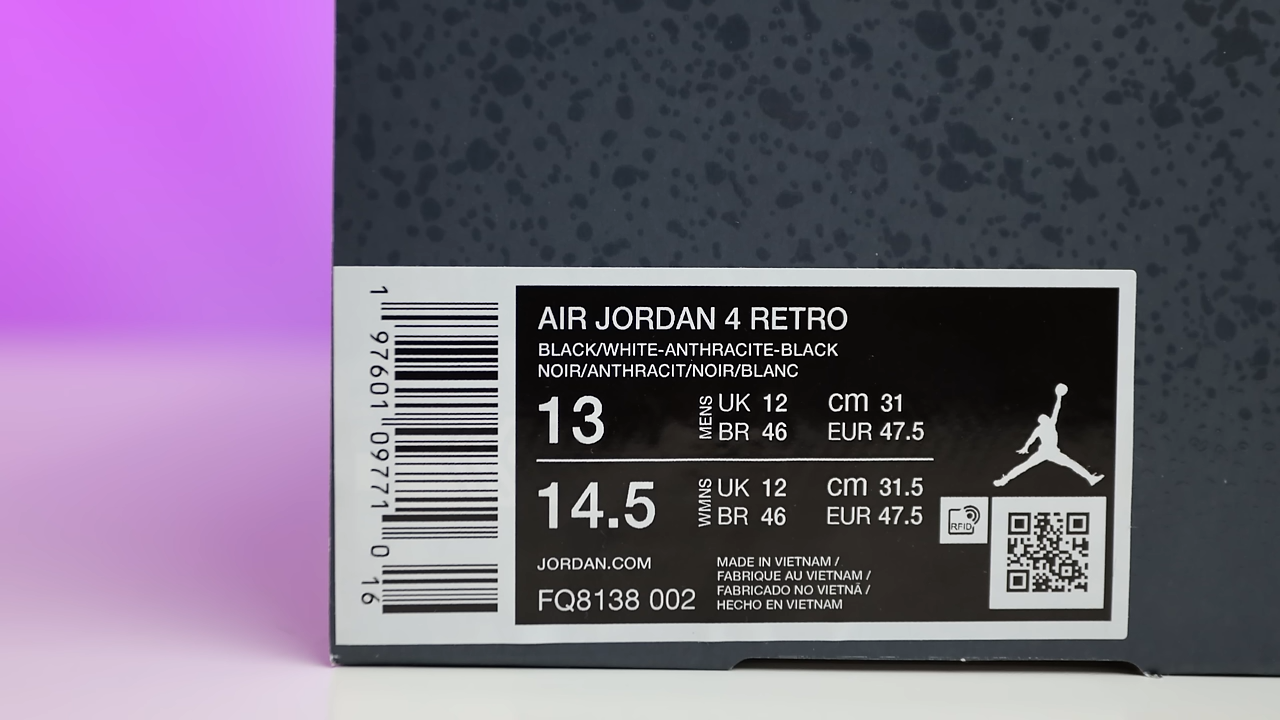 AIR JORDAN 4 RETRO
BLACK/WHITE-ANTHRACITE-BLACK
NOIR/ANTHRACIT/NOIR/BLANC
13 MENS UK 12 cm 31
BR 46 EUR 47.5
14.5 WMNS UK 12 cm 31.5
BR 46 EUR 47.5
RFID
JORDAN.COM
FQ8138 002
MADE IN VIETNAM /
FABRIQUE AU VIETNAM /
FABRICADO NO VIETNÃ /
HECHO EN VIETNAM
1 97601 09771 0 16